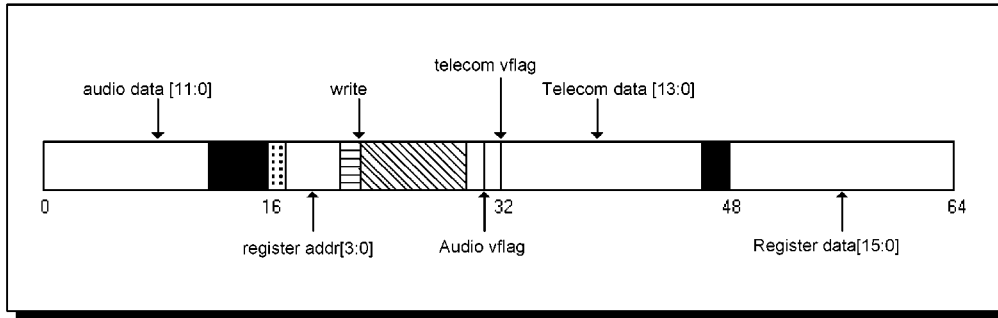 telecom vflag
audio data [11:0]
write
Telecom data [13:0]
0
16
32
48
64
register addr[3:0]
Audio vflag
Register data[15:0]